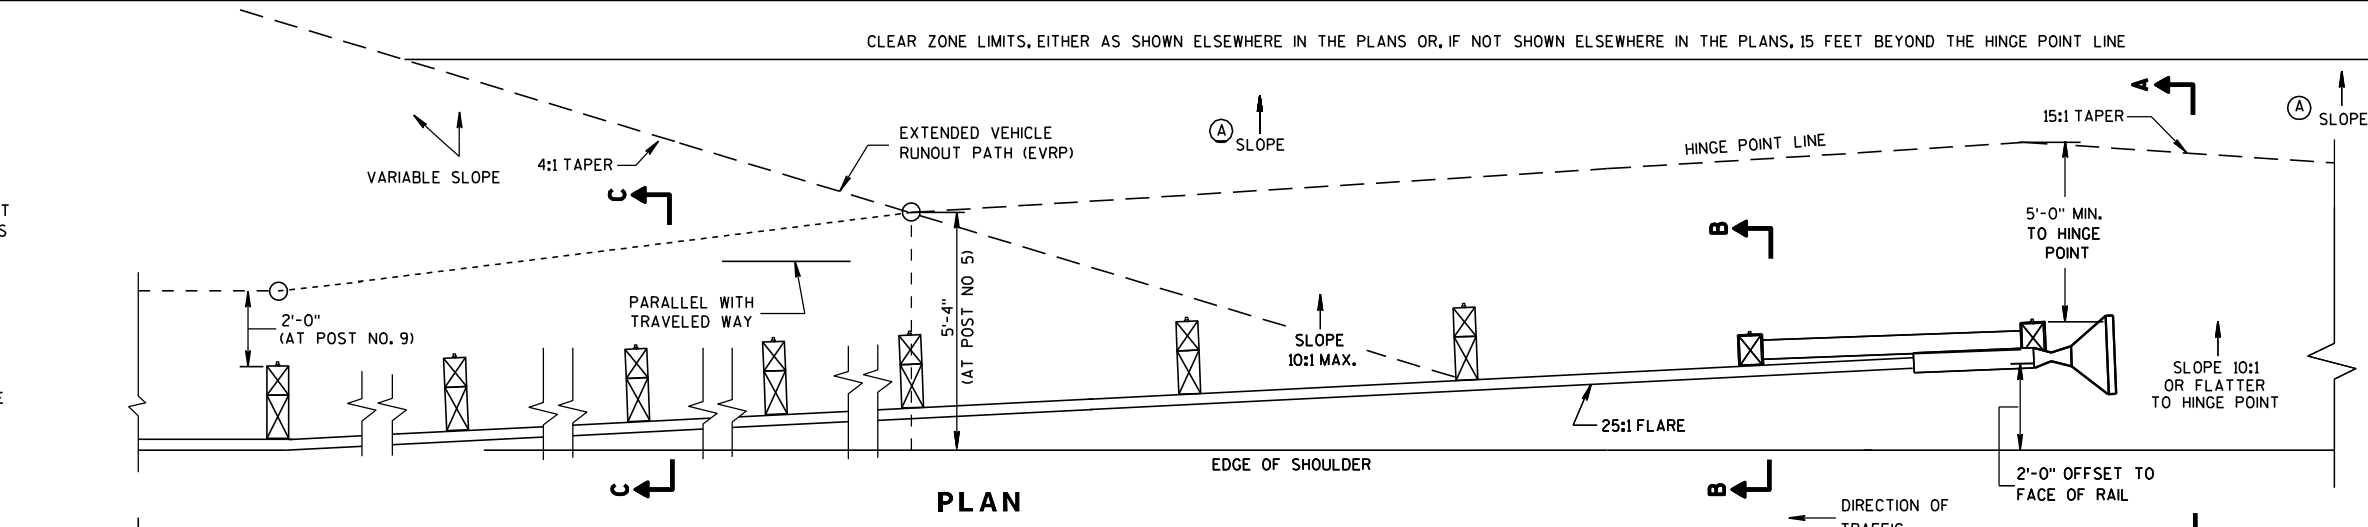 CLEAR ZONE LIMITS, EITHER AS SHOWN ELSEWHERE IN THE PLANS OR, IF NOT SHOWN ELSEWHERE IN THE PLANS, 15 FEET BEYOND THE HINGE POINT LINE
A
A
SLOPE
15:1 TAPER
A
SLOPE
EXTENDED VEHICLE
RUNOUT PATH (EVRP)
HINGE POINT LINE
4:1 TAPER
VARIABLE SLOPE
C
T
S
B
5'-0" MIN.
TO HINGE
POINT
PARALLEL WITH
TRAVELED WAY
5'-4"
(AT POST NO 5)
2'-0"
(AT POST NO. 9)
SLOPE
10:1 MAX.
SLOPE 10:1
OR FLATTER
TO HINGE POINT
E
25:1 FLARE
EDGE OF SHOULDER
C
B
2'-0" OFFSET TO
FACE OF RAIL
PLAN
DIRECTION OF
TRAFFIC